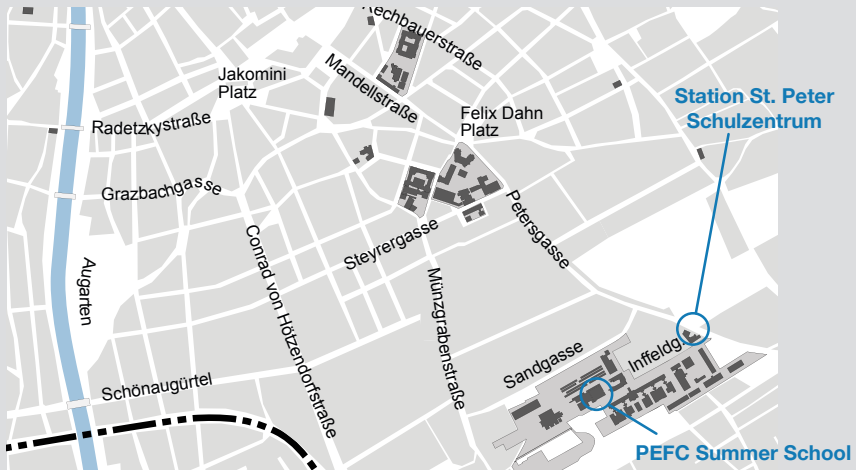 Rechbauerstraße
Mandellstraße
Jakomini
Platz
Felix Dahn
Platz
Station St. Peter
Schulzentrum
Radetzkystraße
Grazbachgasse
Petersgasse
Steyrergasse
Conrad von Hötzendorfstraße
Augarten
Münzgrabenstraße
Sandgasse
Inffeldg.
Schönaugürtel
PEFC Summer School